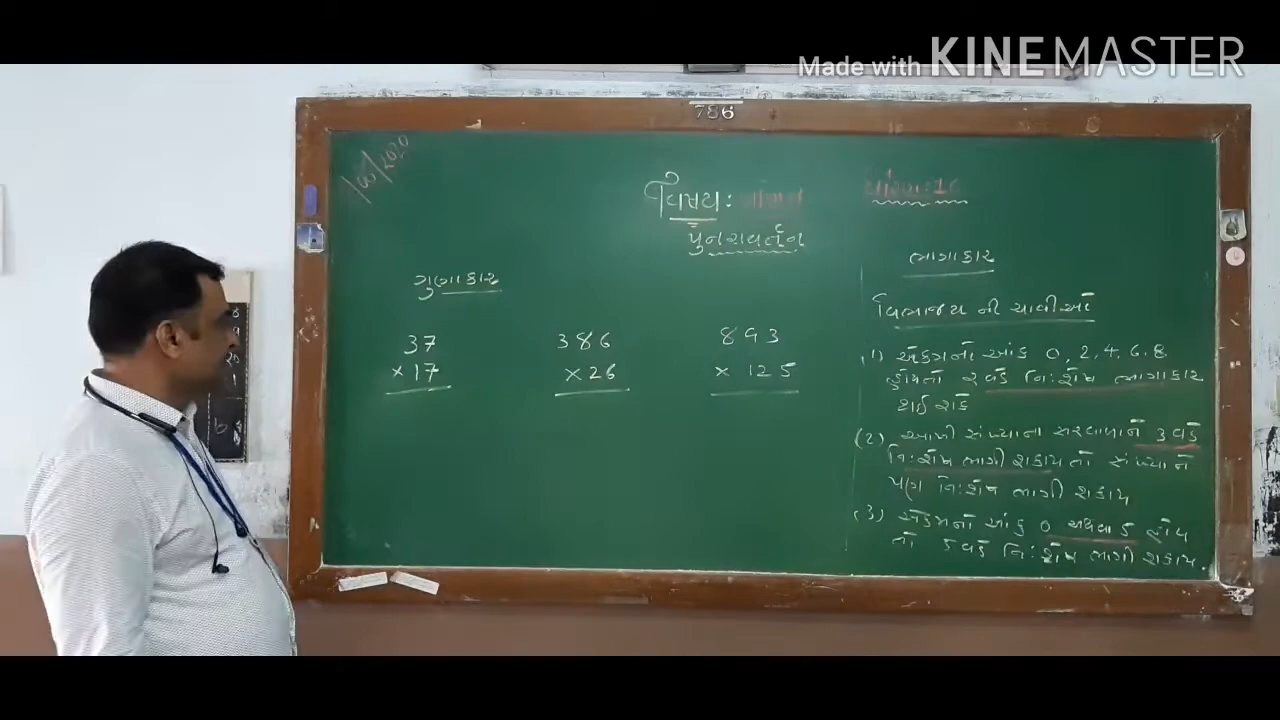 Made with KINEMASTER
786
વિષય: ગણિત
પુનરાવર્તન
ગુણાકાર
37
×17
386
×26
893
× 125
ભાગાકાર
વિભાજય ની ચાવીઓ
(1) એકમનો આંક 0, 2, 4, 6, 8
હોયતો 2 વડે નિઃશેષ ભાગાકાર
થઈ શકે
(2) આપી સંખ્યાના સરવાળાને 3 વડે
નિઃશેષ ભાગી શકાય તો સંખ્યાને
પણ નિઃશેષ ભાગી શકાય
(3) એકમનો આંક 0 અથવા 5 હોય
તો 5 વડે નિઃશેષ ભાગી શકાય.